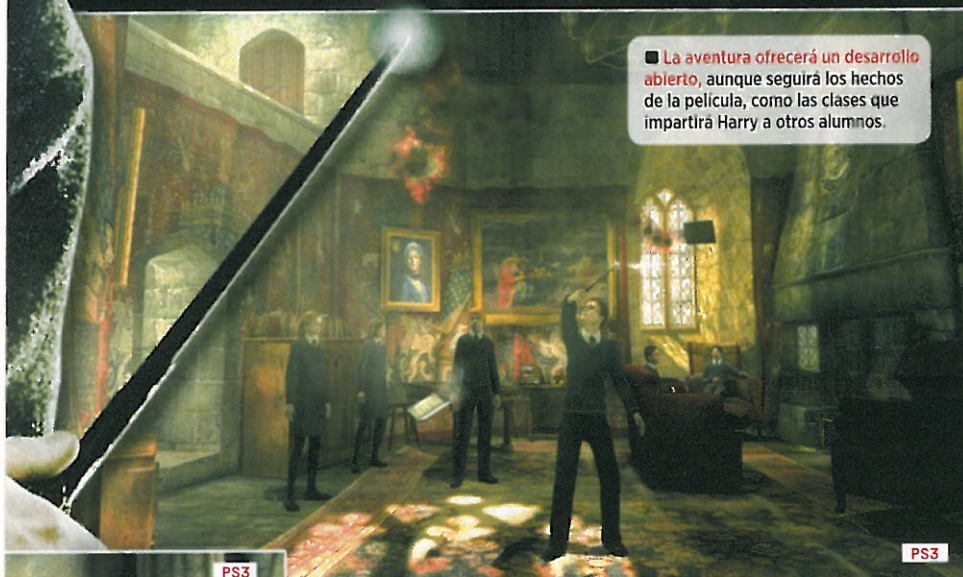 ■ La aventura ofrecerá un desarrollo
abierto, aunque seguirá los hechos
de la película, como las clases que
impartirá Harry a otros alumnos.
PS3
PS3